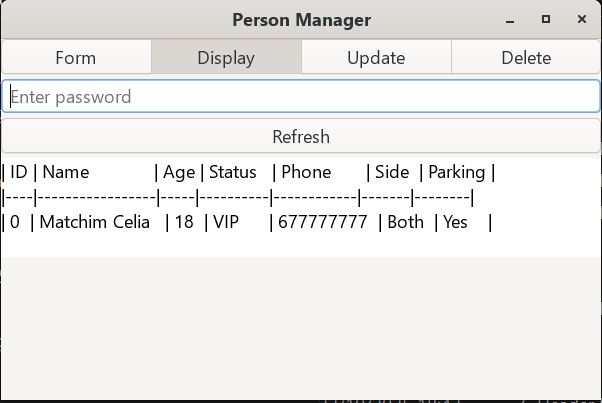 Person Manager
Form Display Update Delete
Enter password
Refresh
| ID | Name | Age | Status | Phone | Side | Parking |
|----|-----------------|-----|----------|------------|-------|--------|
| 0 | Matchim Celia | 18 | VIP | 677777777 | Both | Yes |